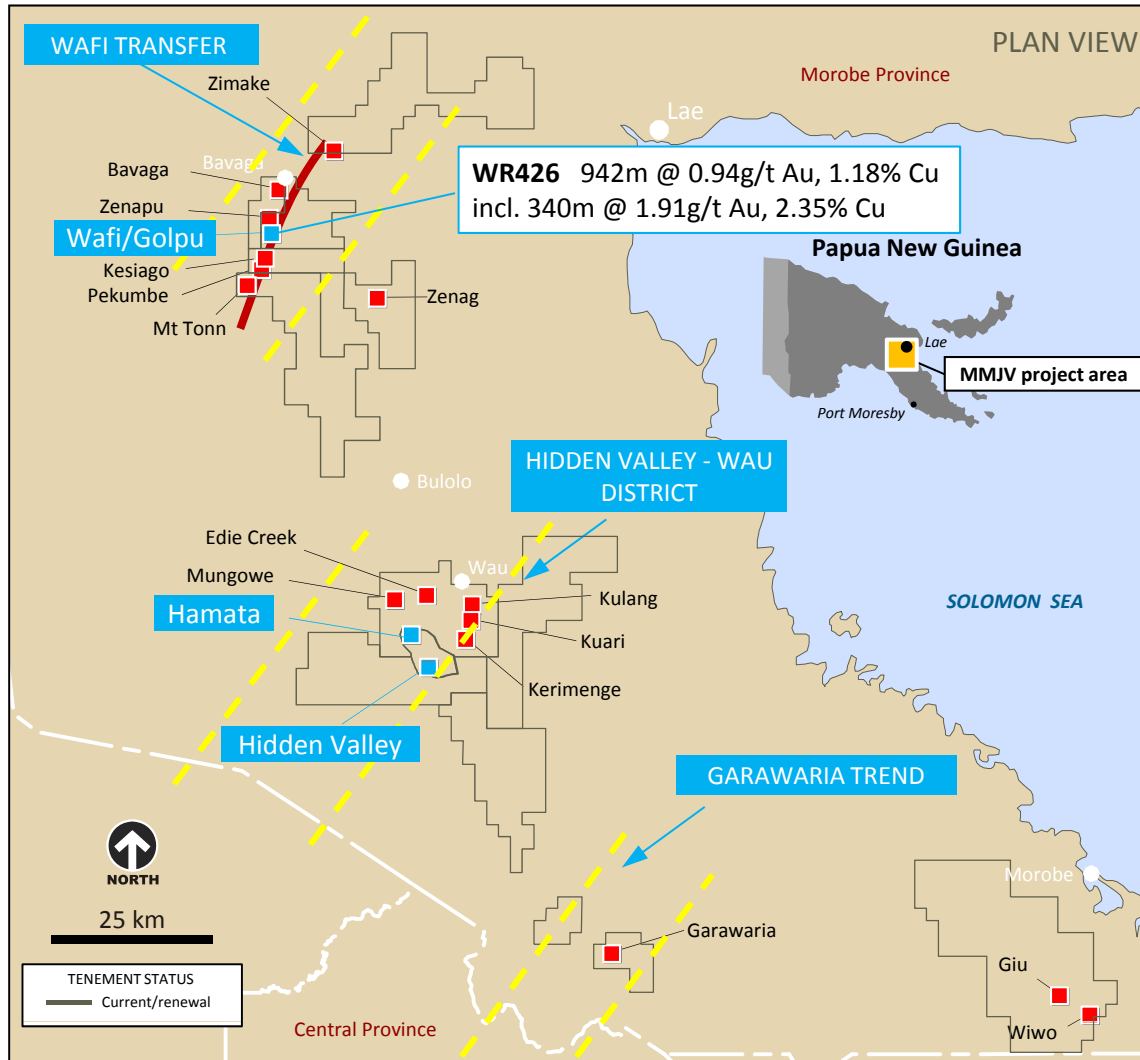 PLAN VIEW
WAFI TRANSFER
Morobe Province
Zimake
Lae
Bavaga
Bavaga
WR426 942m @ 0.94g/t Au, 1.18% Cu
incl. 340m @ 1.91g/t Au, 2.35% Cu
Zenapu
Wafi/Golpu
Kesiago
Pekumbe
Mt Tonn
Zenag
Papua New Guinea
Lae
MMJV project area
Port Moresby
HIDDEN VALLEY - WAU
DISTRICT
Bulolo
Edie Creek
Wau
Mungowe
Kulang
Hamata
Kuari
SOLOMON SEA
Kerimenge
Hidden Valley
GARAWARIA TREND
NORTH
25 km
Morobe
Garawaria
TENEMENT STATUS
Current/renewal
Giu
Wiwo
Central Province